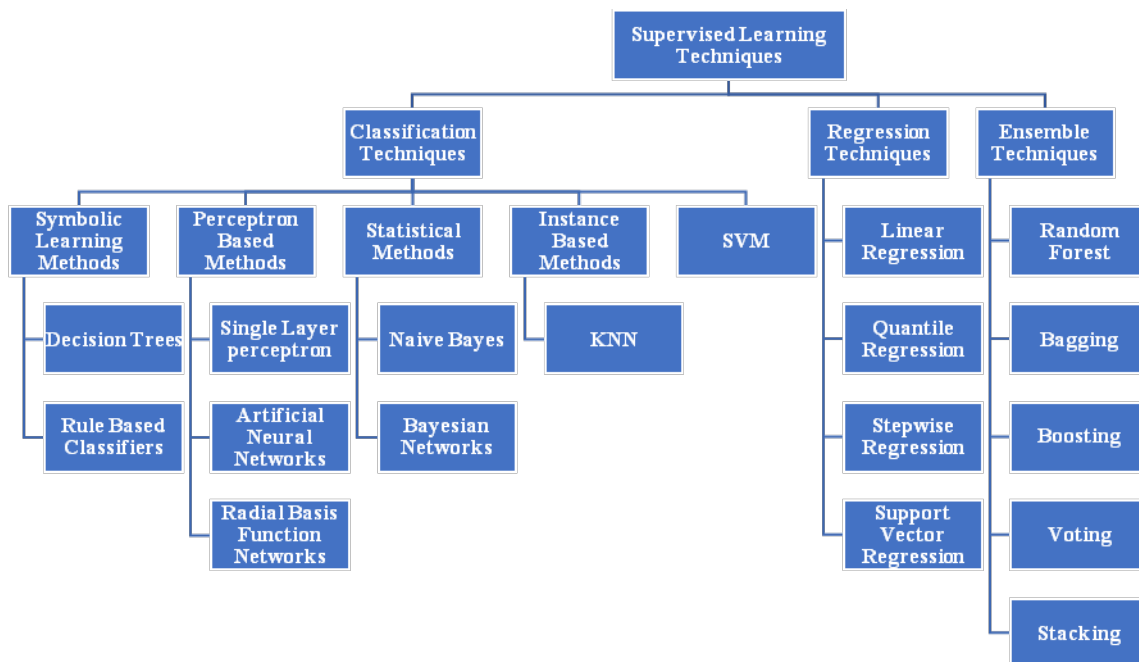 Supervised Learning
Techniques
Classification
Techniques
Regression
Techniques
Ensemble
Techniques
Symbolic
Learning
Methods
Perceptron
Based
Methods
Statistical
Methods
Instance
Based
Methods
SVM
Linear
Regression
Random
Forest
Decision Trees
Single Layer
perceptron
Naive Bayes
KNN
Quantile
Regression
Bagging
Rule Based
Classifiers
Artificial
Neural
Networks
Bayesian
Networks
Stepwise
Regression
Boosting
Radial Basis
Function
Networks
Support
Vector
Regression
Voting
Stacking